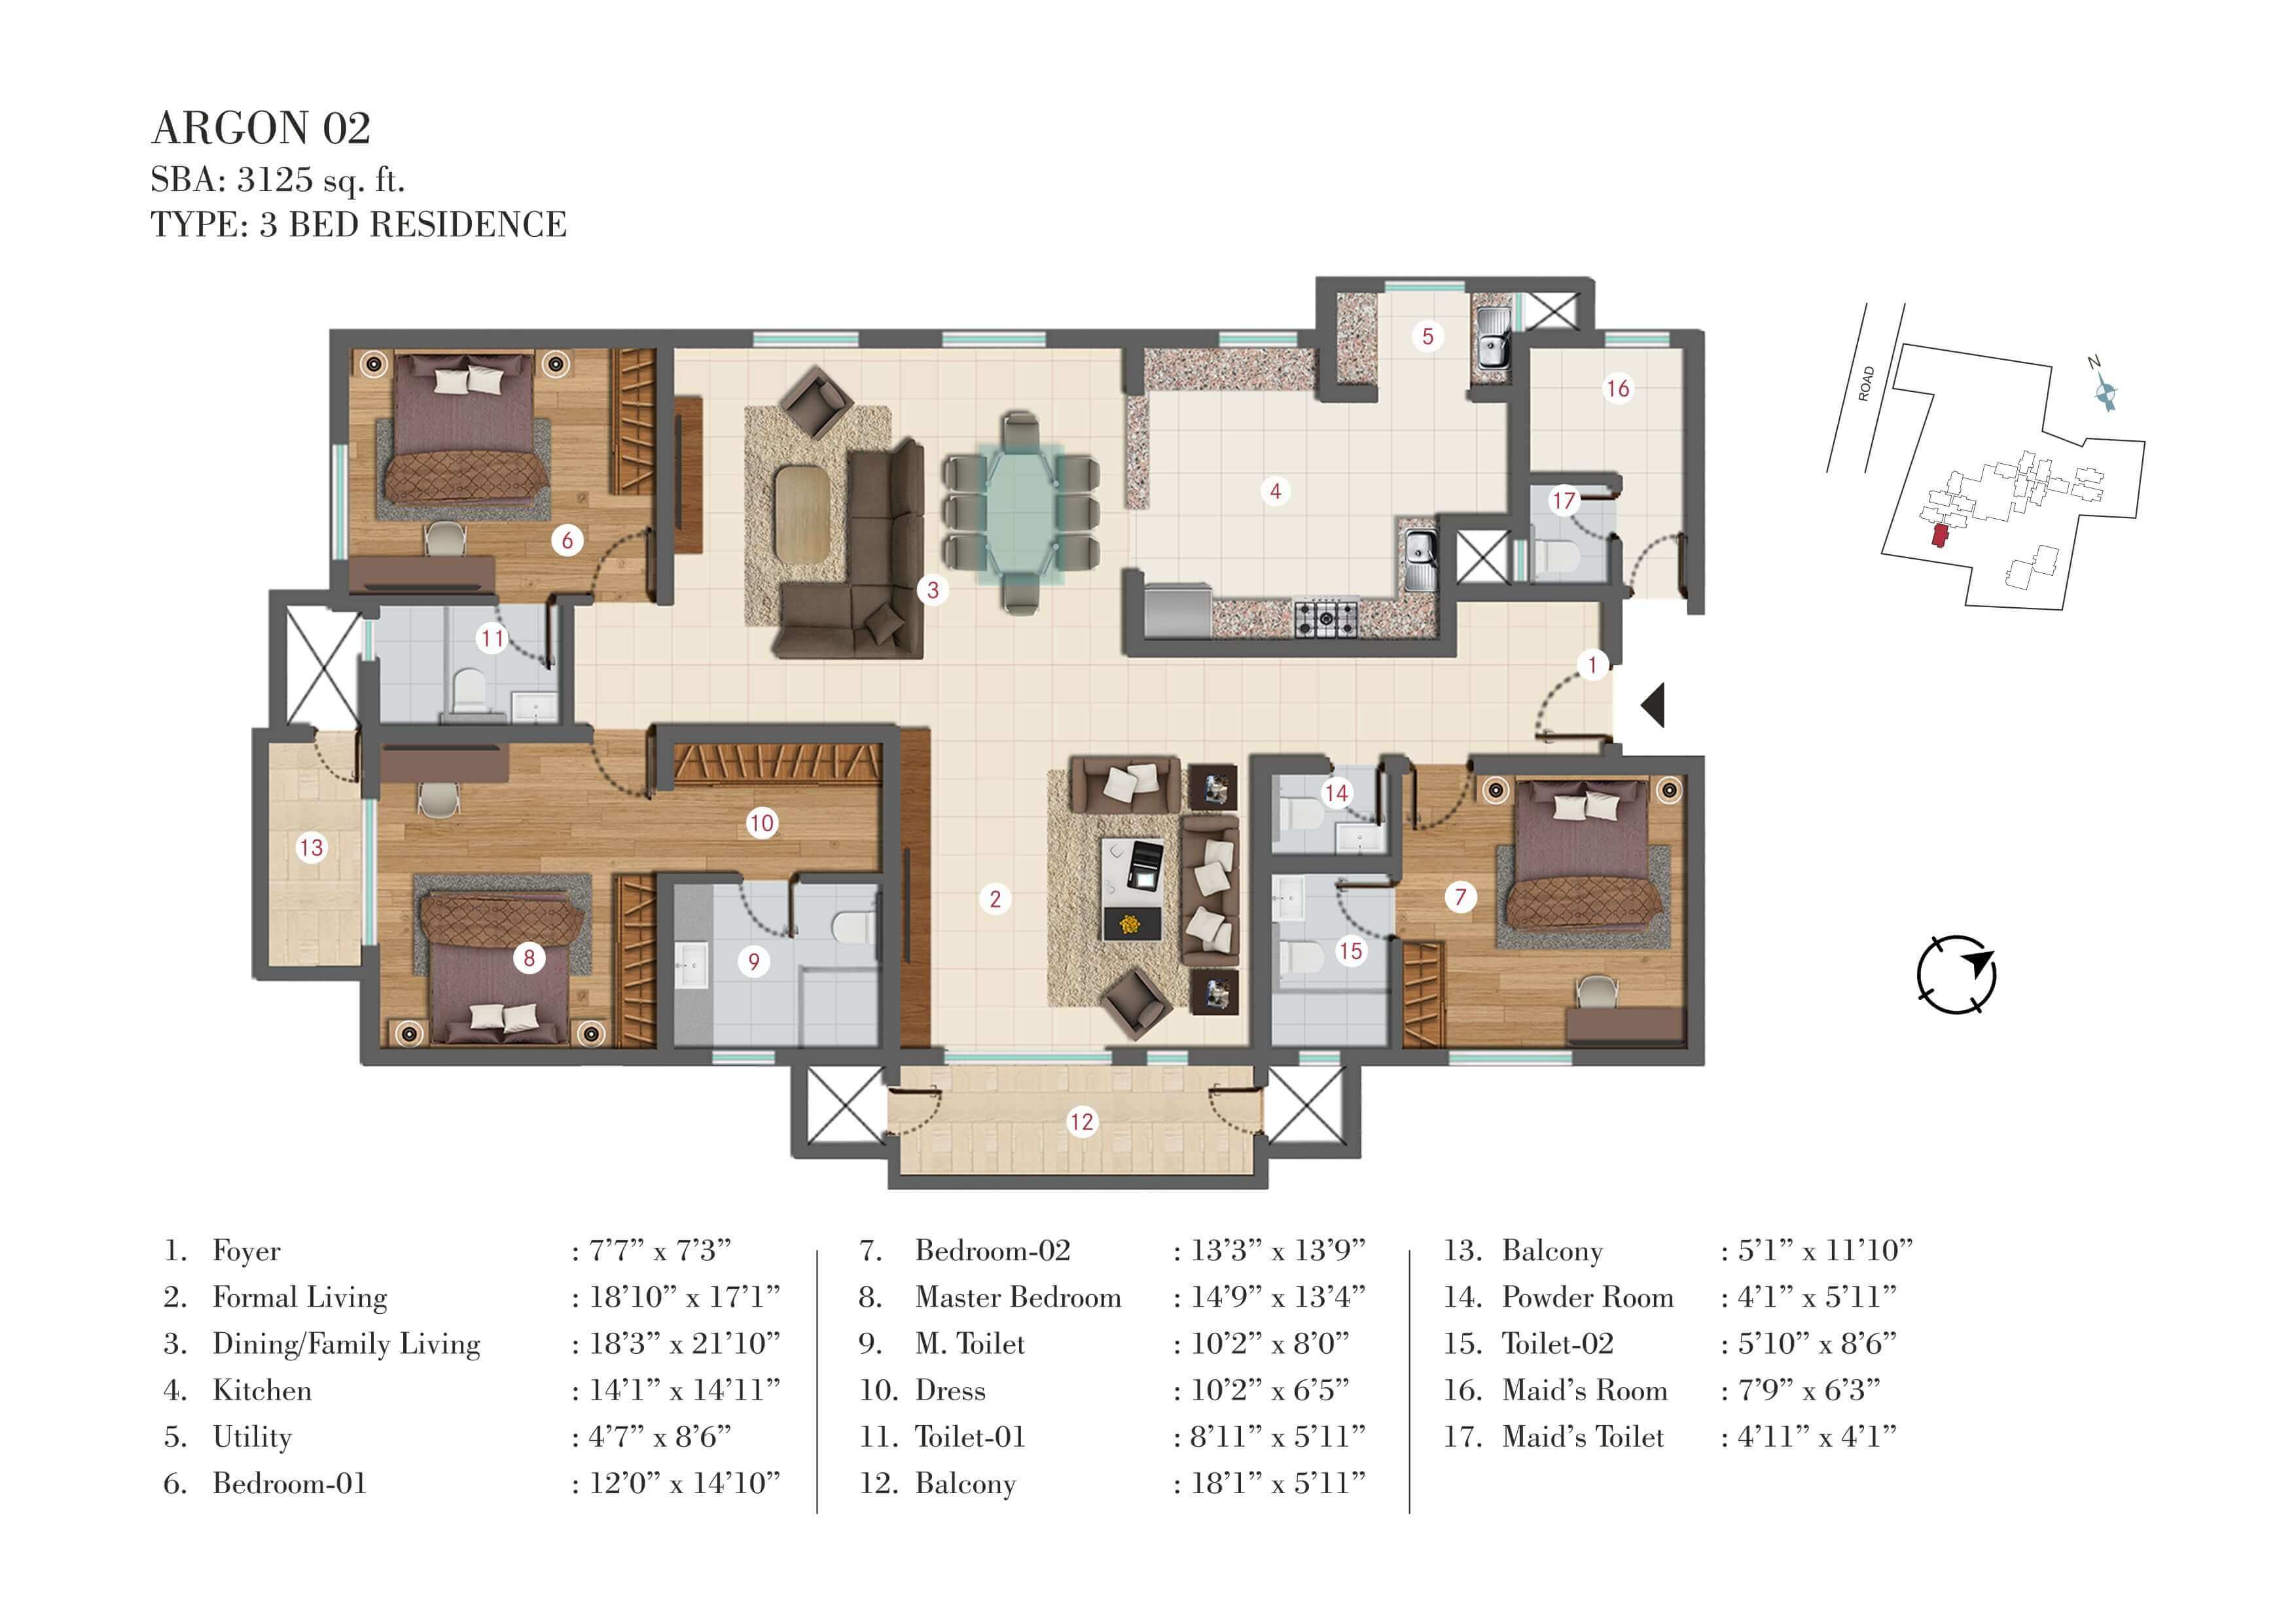 ARGON 02
SBA: 3125 sq. ft.
TYPE: 3 BED RESIDENCE
ROAD
N
5
16
17
4
6
3
11
1
14
10
13
7
2
15
8
9
12
1. Foyer : 7’7” x 7’3”
2. Formal Living : 18’10” x 17’1”
3. Dining/Family Living : 18’3” x 21’10”
4. Kitchen : 14’1” x 14’11”
5. Utility : 4’7” x 8’6”
6. Bedroom-01 : 12’0” x 14’10”
7. Bedroom-02 : 13’3” x 13’9”
8. Master Bedroom : 14’9” x 13’4”
9. M. Toilet : 10’2” x 8’0”
10. Dress : 10’2” x 6’5”
11. Toilet-01 : 8’11” x 5’11”
12. Balcony : 18’1” x 5’11”
13. Balcony : 5’1” x 11’10”
14. Powder Room : 4’1” x 5’11”
15. Toilet-02 : 5’10” x 8’6”
16. Maid’s Room : 7’9” x 6’3”
17. Maid’s Toilet : 4’11” x 4’1”